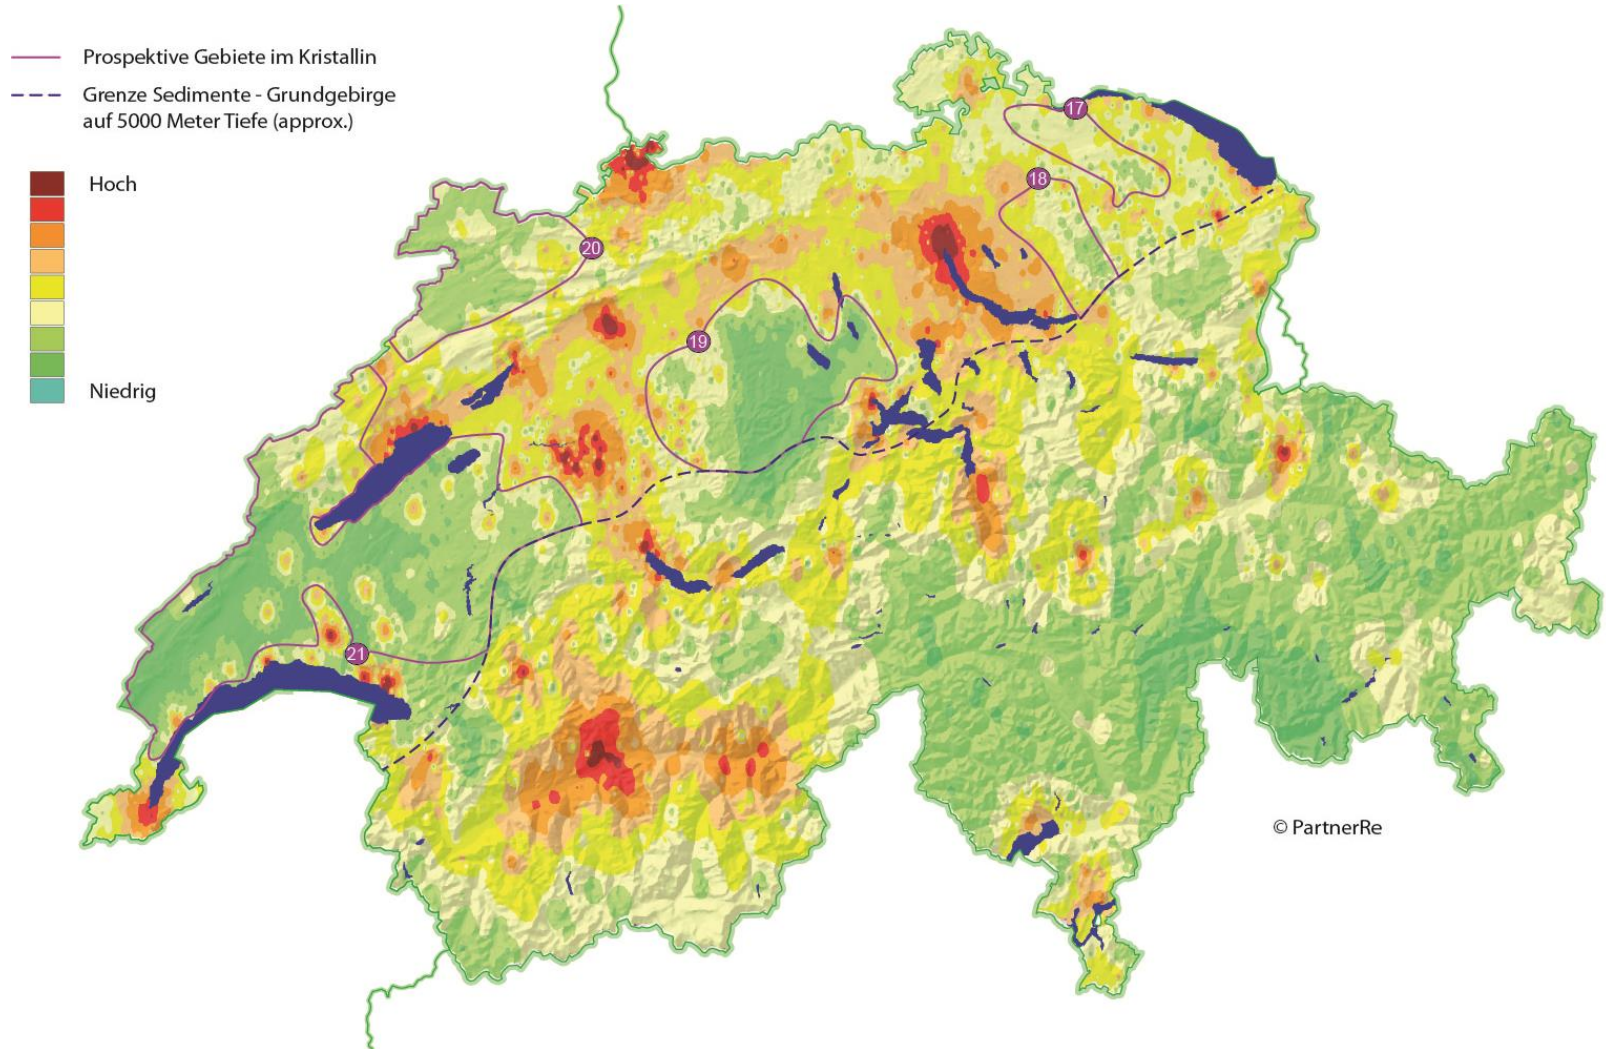 Prospektive Gebiete im Kristallin
Grenze Sedimente - Grundgebirge
auf 5000 Meter Tiefe (approx.)
Hoch
Niedrig
17
18
20
19
21
© PartnerRe